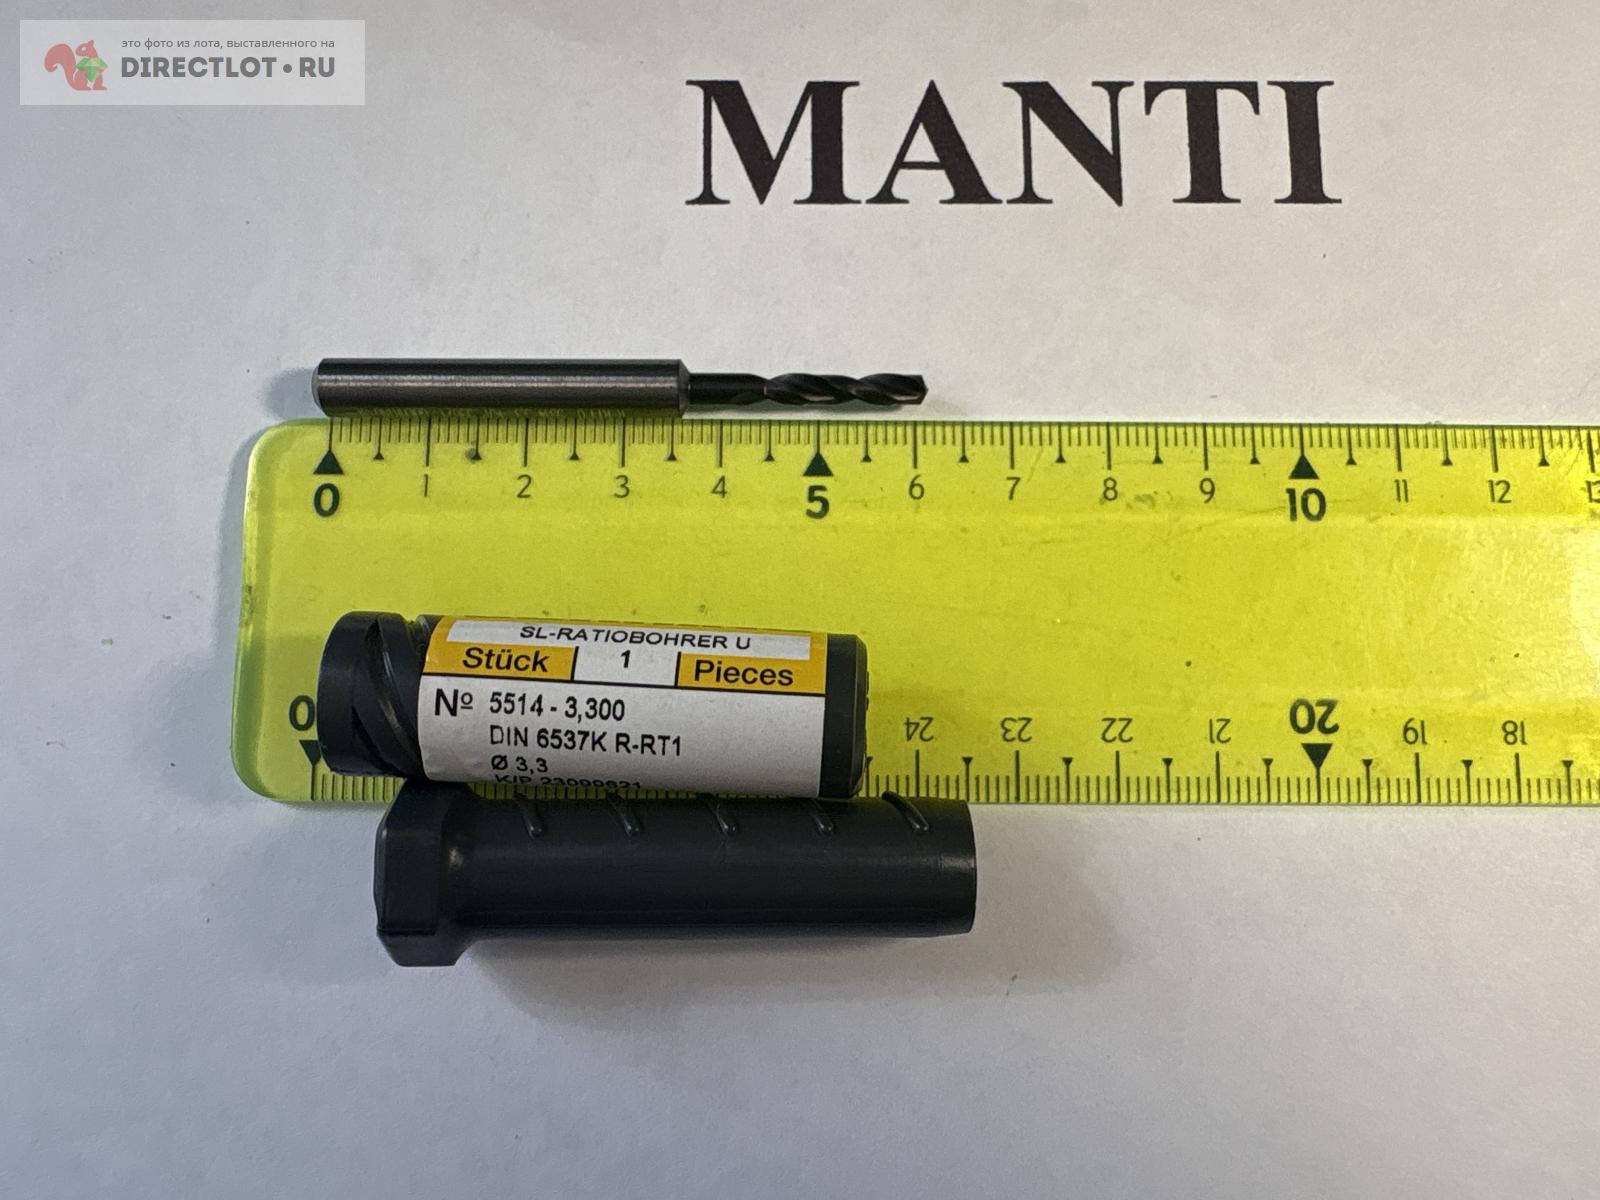 это фото из лота, выставленного на
DIRECTLOT•RU
MANTI
0 1 2 3 4 5 6 7 8 9 10 11 12 13
SL-RATIOBOHRER U
Stück 1 Pieces
Nº 5514 - 3,300
DIN 6537K R-RT1
Ø 3,3
K/P 23099821
0 24 23 22 21 20 19 18